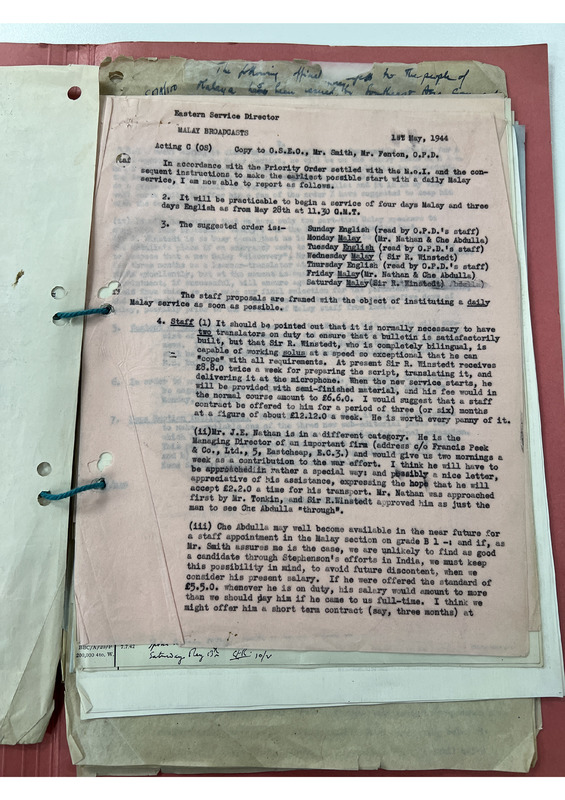 The following official messages to the people of
Malaya has been issued by Southeast Asia Command
Eastern Service Director
MALAY BROADCASTS
1st May, 1944
Acting C (OS) Copy to O.S.E.O., Mr. Smith, Mr. Fenton, O.P.D.
In accordance with the Priority Order settled with the M.o.I. and the con-
sequent instructions to make the earliest possible start with a daily Malay
service, I am now able to report as follows.
2. It will be practicable to begin a service of four days Malay and three
days English as from May 28th at 11.30 G.M.T.
3. The suggested order is:- Sunday English (read by O.P.D.'s staff)
Monday Malay (Mr. Nathan & Che Abdulla)
Tuesday English (read by O.P.D.'s staff)
Wednesday Malay ( Sir R. Winstedt)
Thursday English (read by O.P.D.'s staff)
Friday Malay(Mr. Nathan & Che Abdulla)
Saturday Malay(Sir R. Winstedt)
The staff proposals are framed with the object of instituting a daily
Malay service as soon as possible.
4. Staff (i) It should be pointed out that it is normally necessary to have
two translators on duty to ensure that a bulletin is satisfactorily
built, but that Sir R. Winstedt, who is completely bilingual, is
capable of working solus at a speed so exceptional that he can
"cope" with all requirements. At present Sir R. Winstedt receives
£8.8.0 twice a week for preparing the script, translating it, and
delivering it at the microphone. When the new service starts, he
will be provided with semi-finished material, and his fee would in
the normal course amount to £6.6.0. I would suggest that a staff
contract be offered to him for a period of three (or six) months
at a figure of about £12.12.0 a week. He is worth every panny of it.
(ii)Mr. J.E. Nathan is in a different category. He is the
Managing Director of an important firm (address c/o Francis Peek
& Co., Ltd., 5, Eastcheap, E.C.3.) and would give us two mornings a
week as a contribution to the war effort. I think he will have to
be approached in rather a special way: and possibly a nice letter,
appreciative of his assistance, expressing the hope that he will
accept £2.2.0 a time for his transport. Mr. Nathan was approached
first by Mr. Tonkin, and Sir R.Winstedt approved him as just the
man to see Che Abdulla "through".
(iii) Che Abdulla may well become available in the near future for
a staff appointment in the Malay section on grade B 1 -: and if, as
Mr. Smith assures me is the case, we are unlikely to find as good
a candidate through Stephenson's efforts in India, we must keep
this possibility in mind, to avoid future discontent, when we
consider his present salary. If he were offered the standard of
£5.5.0. whenever he is on duty, his salary would amount to more
than we should pay him if he came to us full-time. I think we
might offer him a short term contract (say, three months) at
Saturday May 13th 10/v